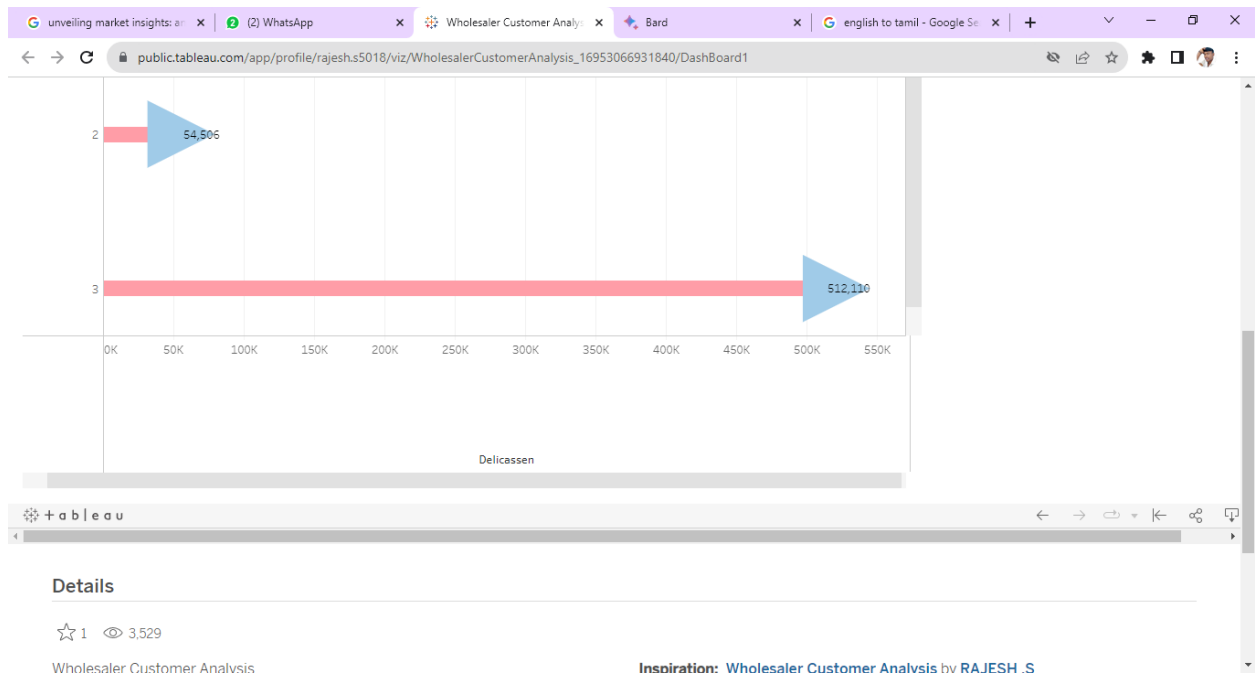 unveiling market insights: an
(2) WhatsApp
Wholesaler Customer Analys
Bard
english to tamil - Google Se
public.tableau.com/app/profile/rajesh.s5018/viz/WholesalerCustomerAnalysis_16953066931840/DashBoard1
2
54,506
3
512,110
0K 50K 100K 150K 200K 250K 300K 350K 400K 450K 500K 550K
Delicassen
+ a b | e a u
Details
1 3,529
Wholesaler Customer Analysis Inspiration: Wholesaler Customer Analysis by RAJESH .S